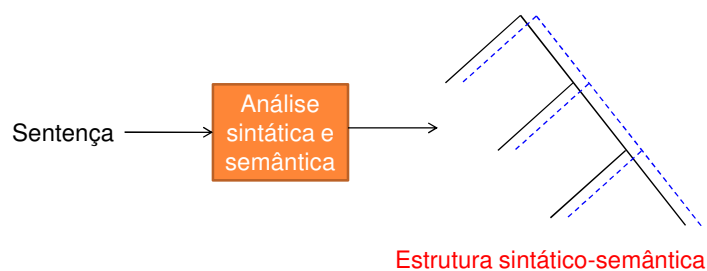 Sentença
Análise
sintática e
semântica
Estrutura sintático-semântica